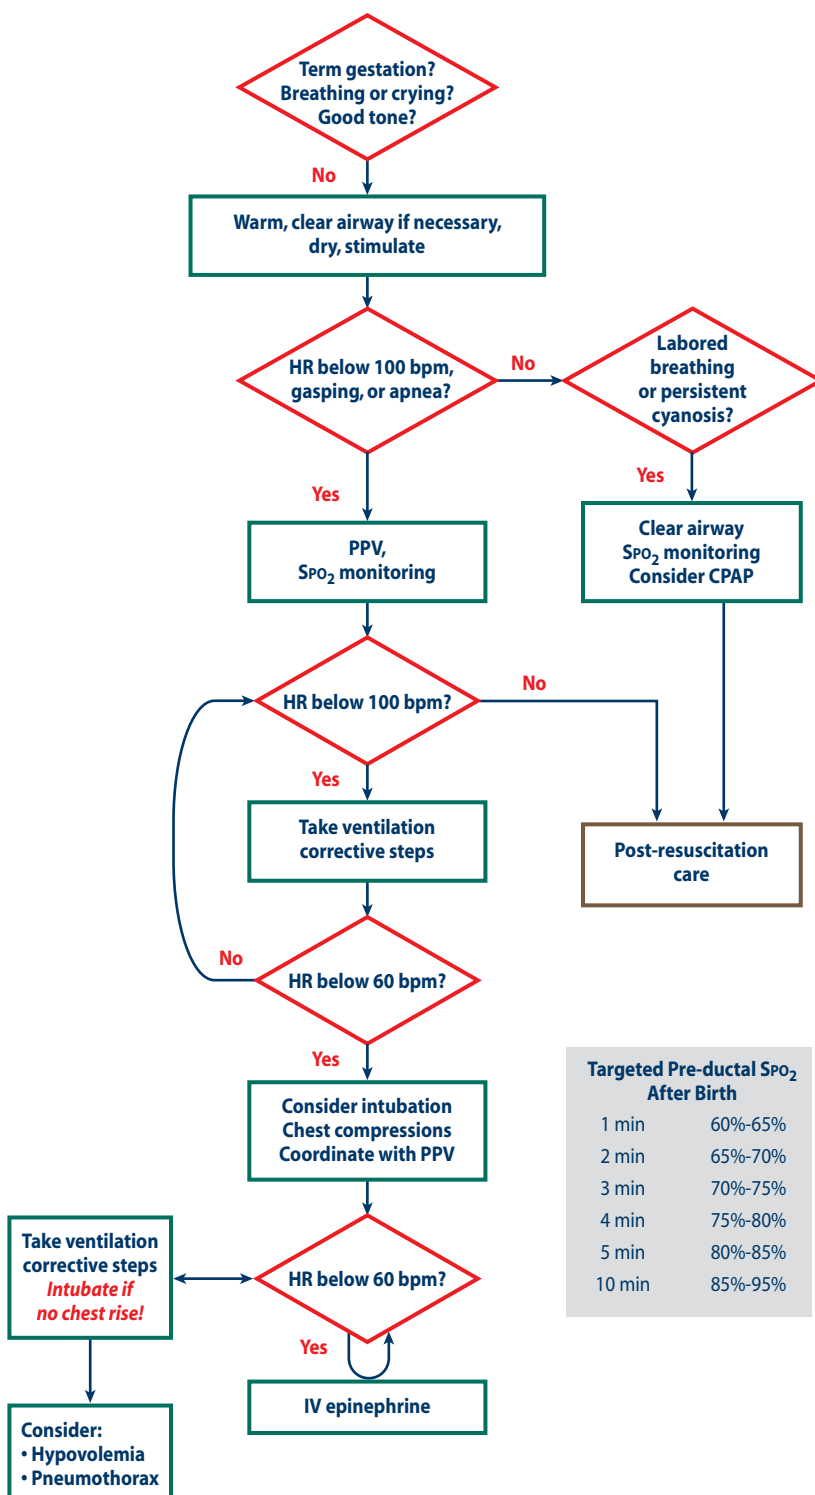 Term gestation?
Breathing or crying?
Good tone?
No
Warm, clear airway if necessary,
dry, stimulate
HR below 100 bpm,
gasping, or apnea?
No
Labored
breathing
or persistent
cyanosis?
Yes
Yes
PPV,
SPO₂ monitoring
Clear airway
SPO₂ monitoring
Consider CPAP
HR below 100 bpm?
No
Yes
Take ventilation
corrective steps
Post-resuscitation
care
No
HR below 60 bpm?
Yes
Consider intubation
Chest compressions
Coordinate with PPV
Targeted Pre-ductal SPO₂
After Birth
1 min 60%-65%
2 min 65%-70%
3 min 70%-75%
4 min 75%-80%
5 min 80%-85%
10 min 85%-95%
Take ventilation
corrective steps
Intubate if
no chest rise!
HR below 60 bpm?
Yes
IV epinephrine
Consider:
• Hypovolemia
• Pneumothorax